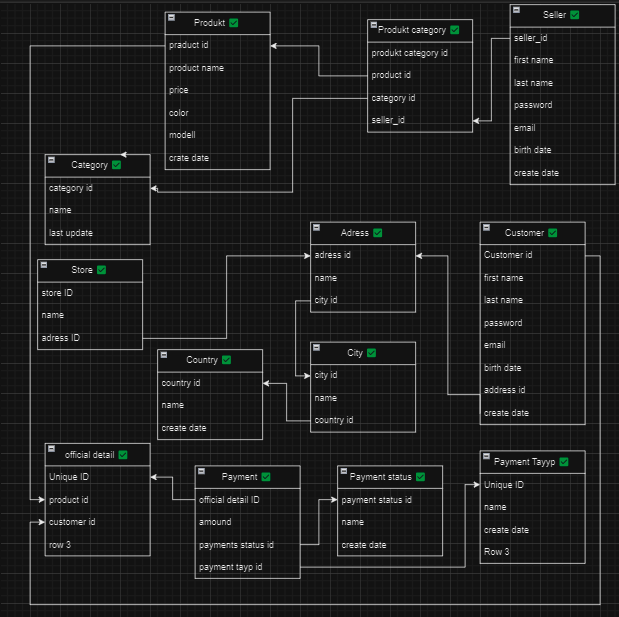 Produkt
praduct id
product name
price
color
modell
crate date
Produkt category
produkt category id
product id
category id
seller_id
Seller
seller_id
first name
last name
password
email
birth date
create date
Category
category id
name
last update
Adress
adress id
name
city id
Customer
Customer id
first name
last name
password
email
birth date
address id
create date
Store
store ID
name
adress ID
Country
country id
name
create date
City
city id
name
country id
official detail
Unique ID
product id
customer id
row 3
Payment
official detail ID
amound
payments status id
payment tayp id
Payment status
payment status id
name
create date
Payment Tayyp
Unique ID
name
create date
Row 3